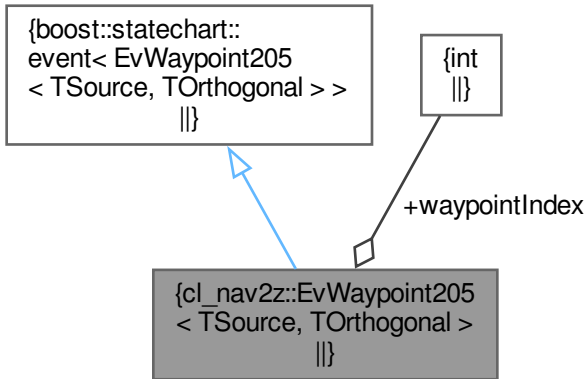 {boost::statechart::
event< EvWaypoint205
< TSource, TOrthogonal > >
||}
{int
||}
+waypointIndex
{cl_nav2z::EvWaypoint205
< TSource, TOrthogonal >
||}